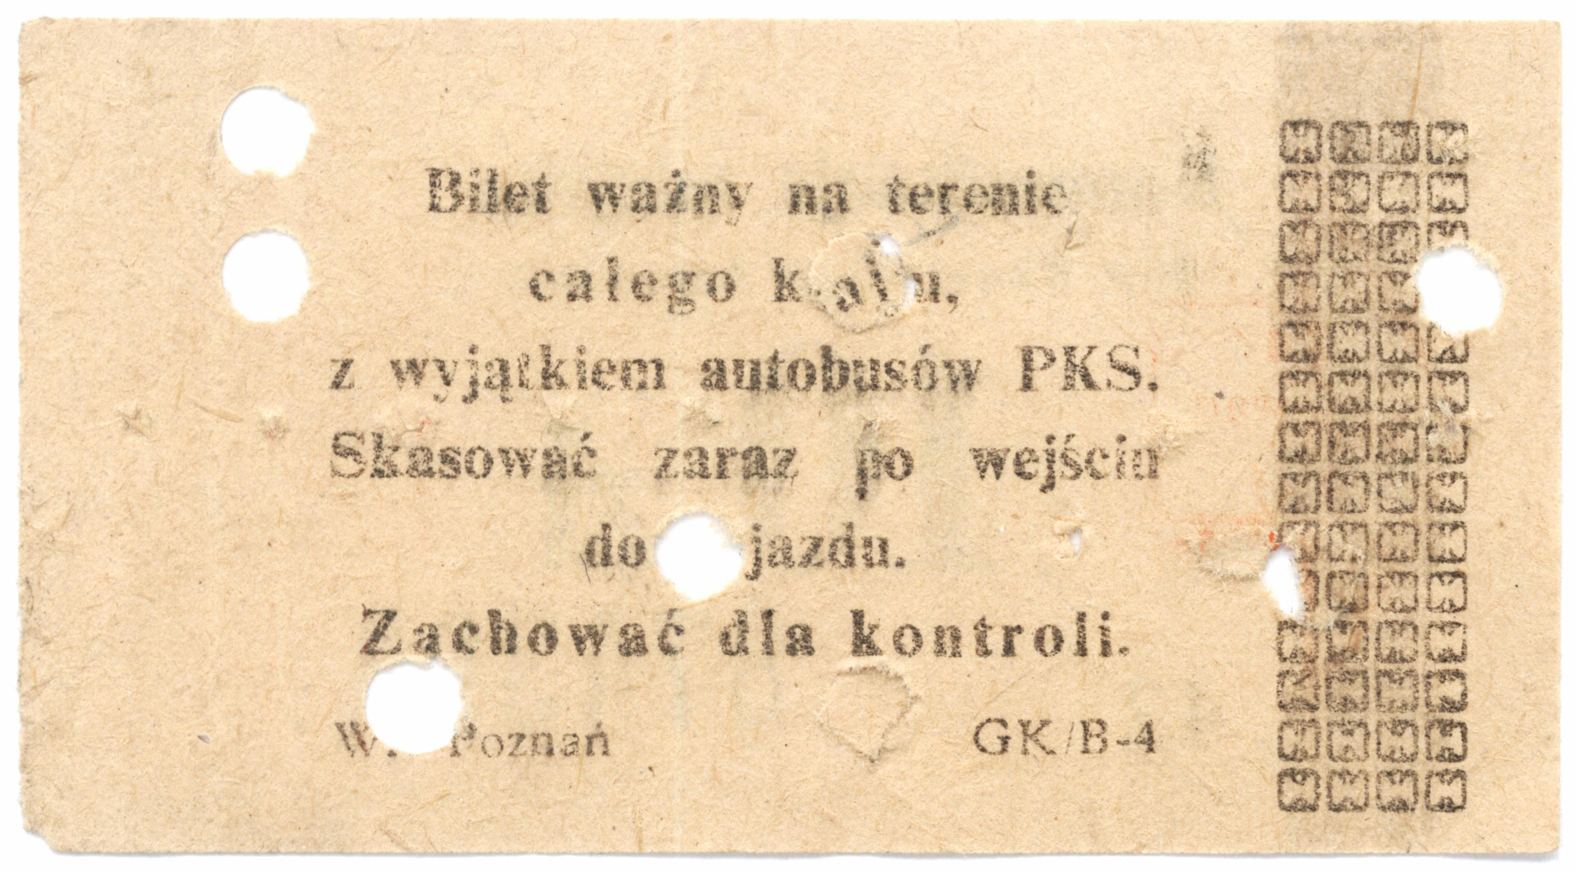 Bilet ważny na terenie
całego kraju,
z wyjątkiem autobusów PKS.
Skasować zaraz po wejściu
do jazdu.
Zachować dla kontroli.
W. Poznań
GK/B-4